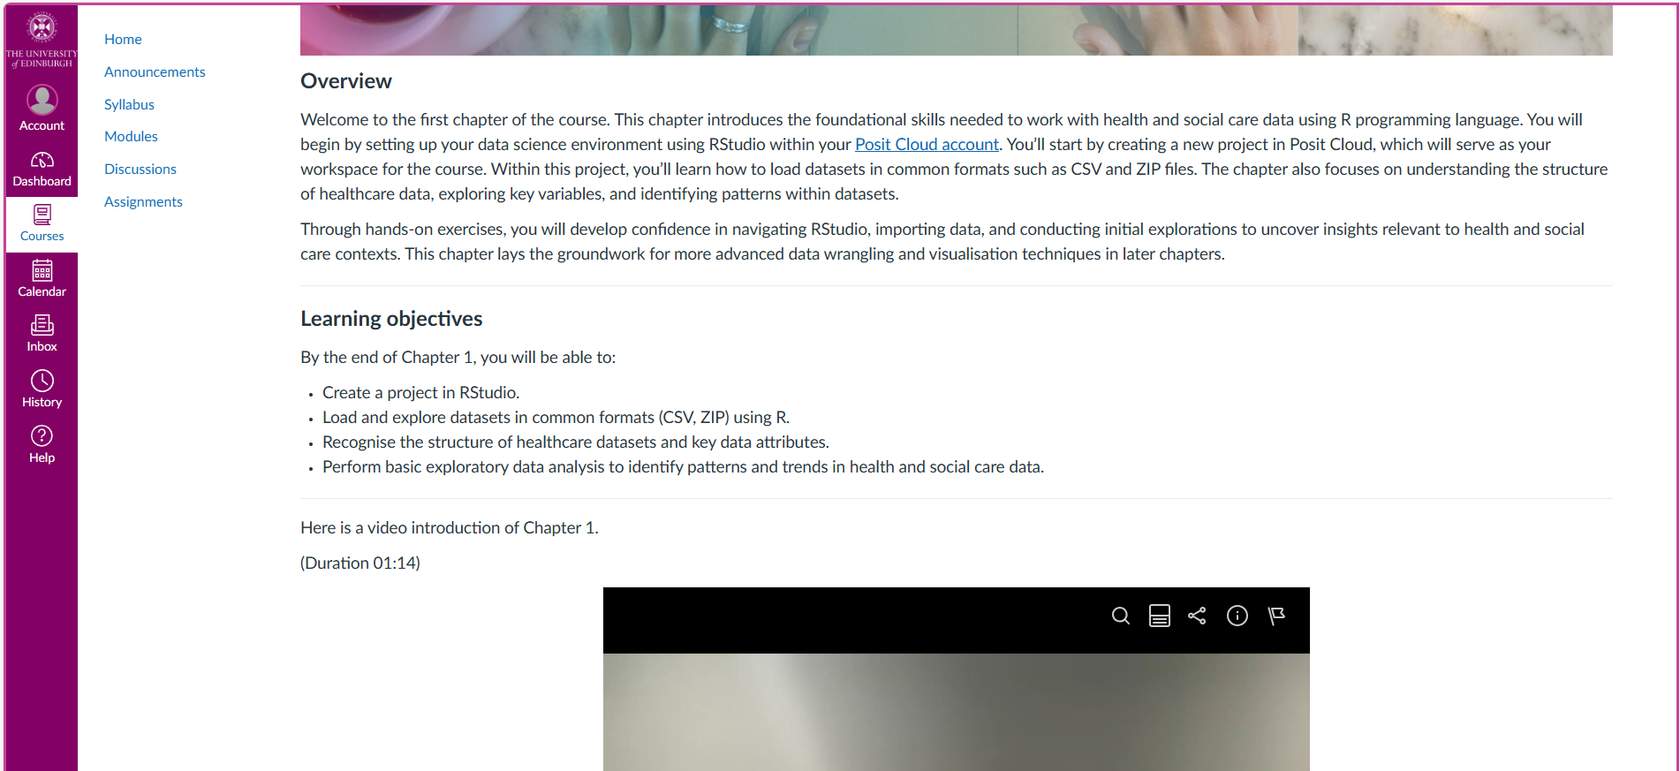 THE UNIVERSITY
of EDINBURGH
Account
Dashboard
Courses
Calendar
Inbox
History
Help
Home
Announcements
Syllabus
Modules
Discussions
Assignments
Overview
Welcome to the first chapter of the course. This chapter introduces the foundational skills needed to work with health and social care data using R programming language. You will
begin by setting up your data science environment using RStudio within your Posit Cloud account. You’ll start by creating a new project in Posit Cloud, which will serve as your
workspace for the course. Within this project, you’ll learn how to load datasets in common formats such as CSV and ZIP files. The chapter also focuses on understanding the structure
of healthcare data, exploring key variables, and identifying patterns within datasets.
Through hands-on exercises, you will develop confidence in navigating RStudio, importing data, and conducting initial explorations to uncover insights relevant to health and social
care contexts. This chapter lays the groundwork for more advanced data wrangling and visualisation techniques in later chapters.
Learning objectives
By the end of Chapter 1, you will be able to:
• Create a project in RStudio.
• Load and explore datasets in common formats (CSV, ZIP) using R.
• Recognise the structure of healthcare datasets and key data attributes.
• Perform basic exploratory data analysis to identify patterns and trends in health and social care data.
Here is a video introduction of Chapter 1.
(Duration 01:14)